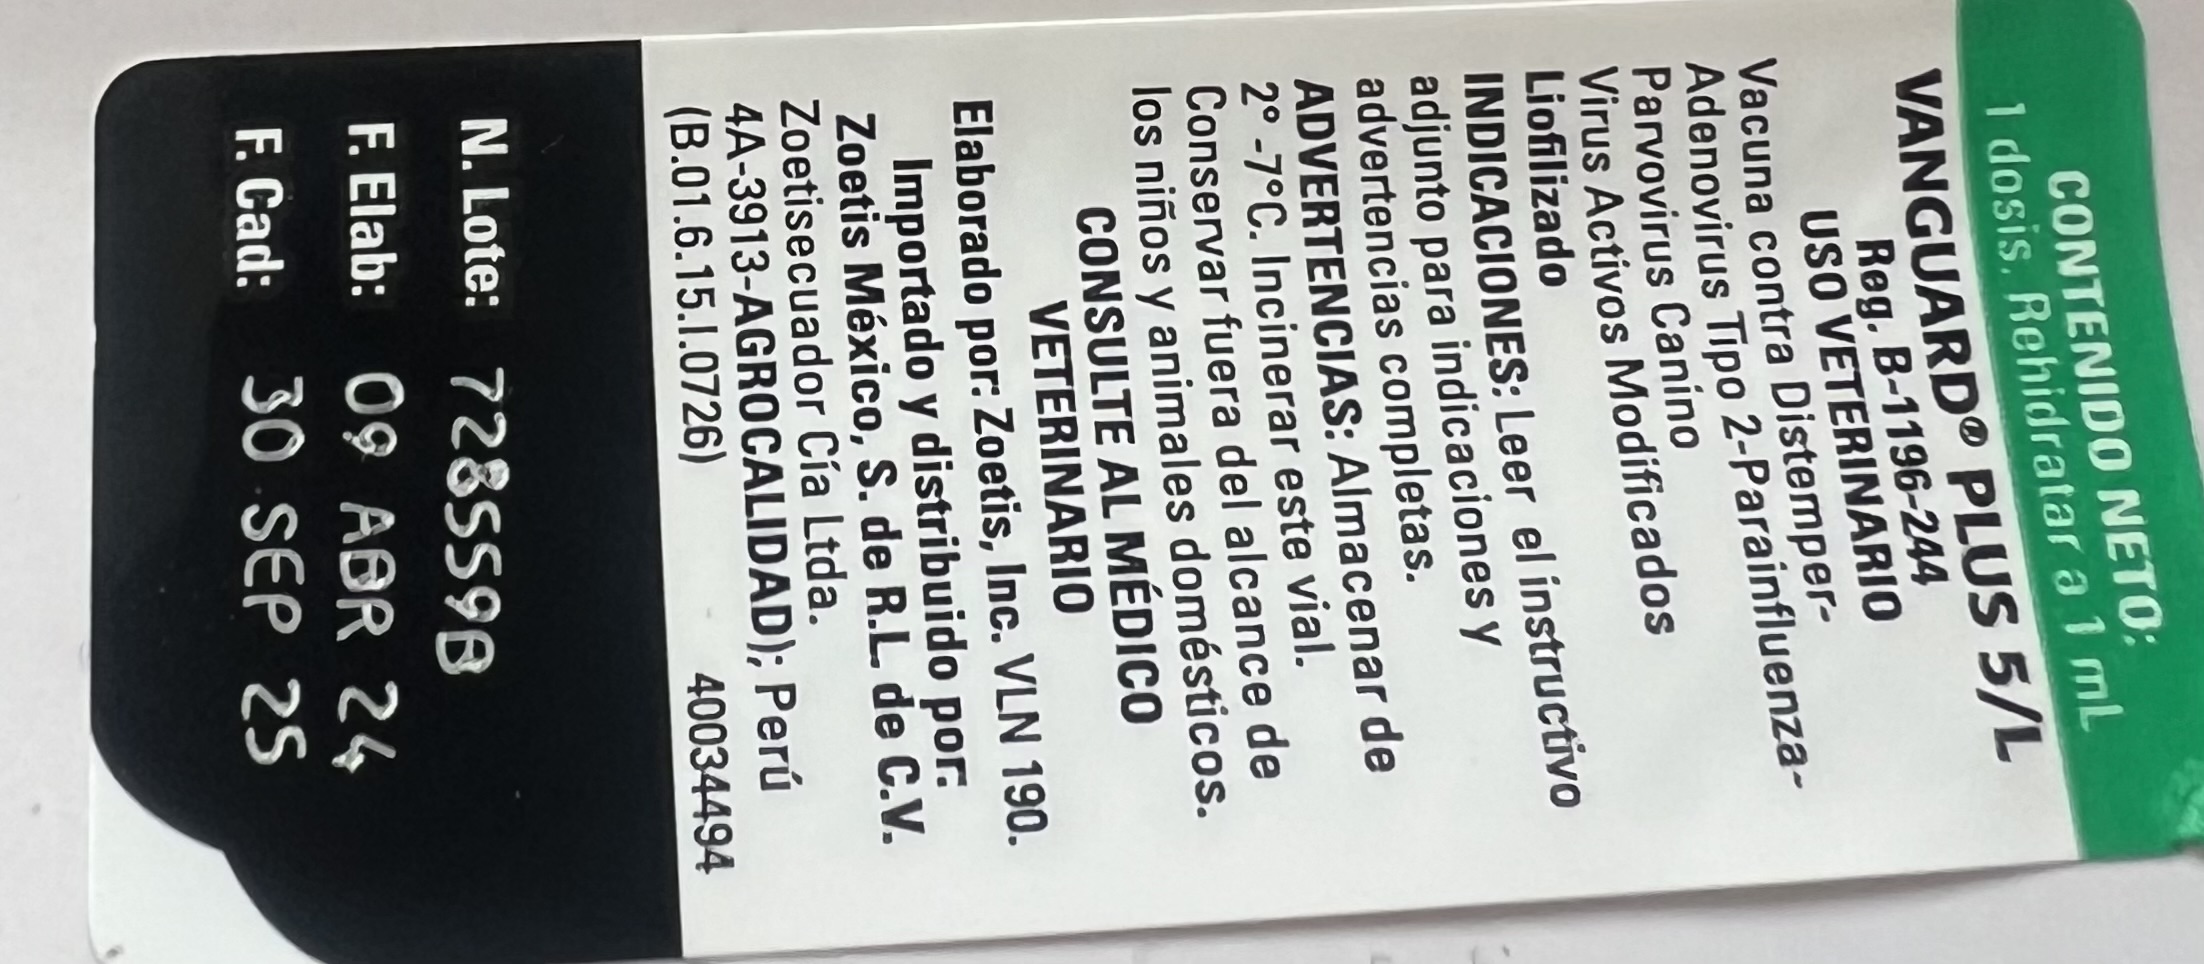 CONTENIDO NETO:
1 dosis. Rehidratar a 1 mL
VANGUARD® PLUS 5/L
Reg. B-1196-244
USO VETERINARIO
Vacuna contra Distemper-
Adenovirus Tipo 2-Parainfluenza-
Parvovirus Canino
Virus Activos Modificados
Liofilizado
INDICACIONES: Leer el instructivo
adjunto para indicaciones y
advertencias completas.
ADVERTENCIAS: Almacenar de
2° -7°C. Incinerar este vial.
Conservar fuera del alcance de
los niños y animales domésticos.
CONSULTE AL MÉDICO
VETERINARIO
Elaborado por: Zoetis, Inc. VLN 190.
Importado y distribuido por:
Zoetis México, S. de R.L. de C.V.
Zoetisecuador Cía Ltda.
4A-3913-AGROCALIDAD); Perú
(B.01.6.15.I.0726) 40034494
N. Lote: 728559B
F. Elab: 09 ABR 24
F. Cad: 30 SEP 25